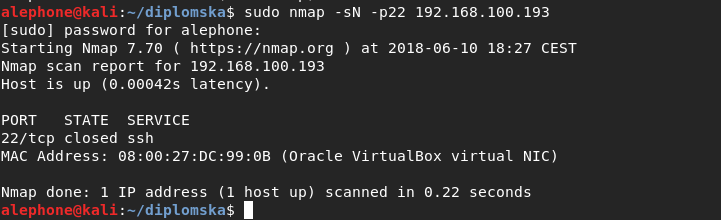 alephone@kali:~/diplomska$ sudo nmap -sN -p22 192.168.100.193
[sudo] password for alephone:
Starting Nmap 7.70 ( https://nmap.org ) at 2018-06-10 18:27 CEST
Nmap scan report for 192.168.100.193
Host is up (0.00042s latency).

PORT   STATE  SERVICE
22/tcp closed ssh
MAC Address: 08:00:27:DC:99:0B (Oracle VirtualBox virtual NIC)

Nmap done: 1 IP address (1 host up) scanned in 0.22 seconds
alephone@kali:~/diplomska$